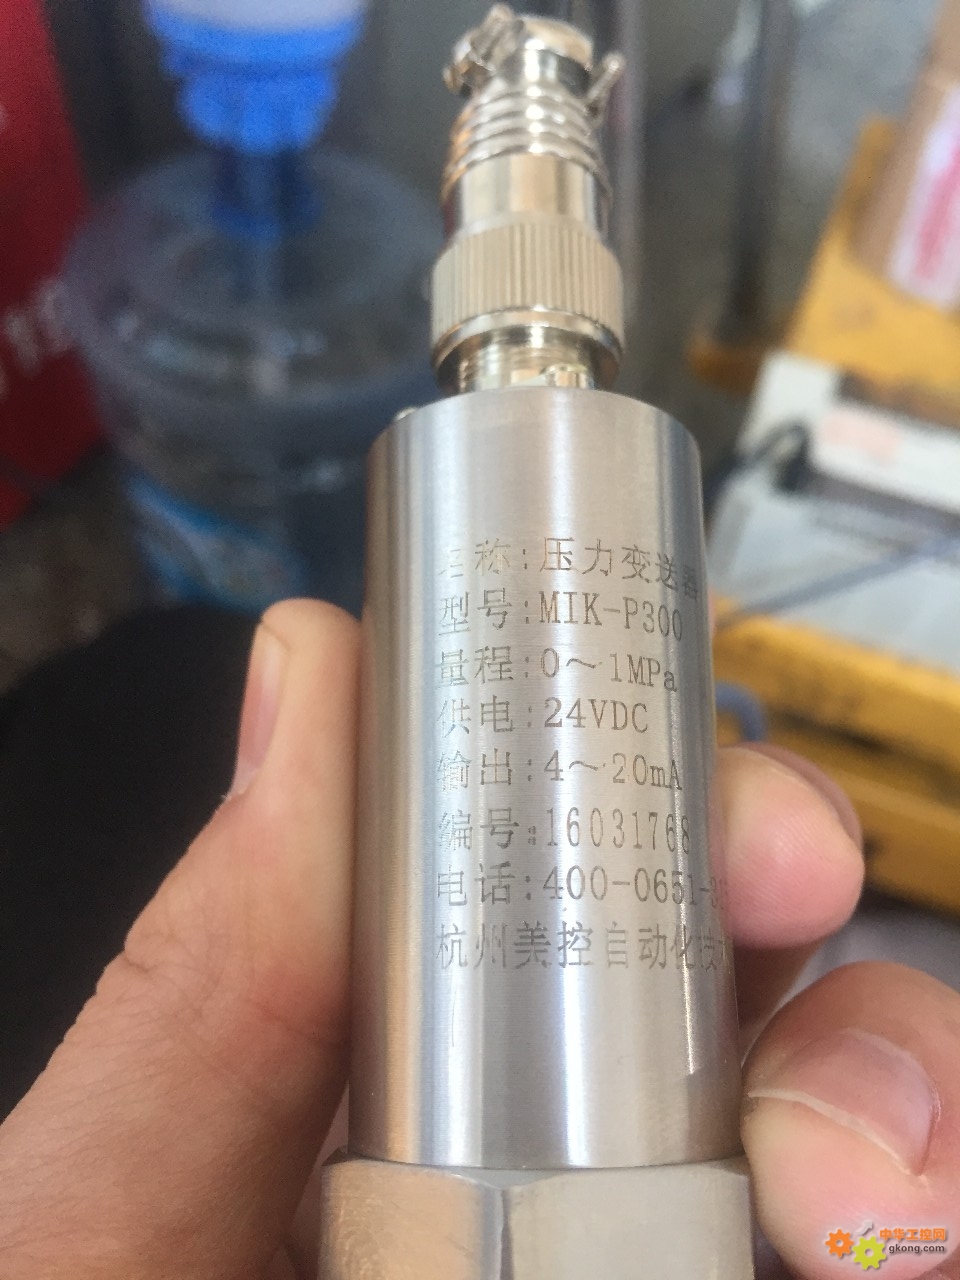 名称:压力变送器
型号:MIK-P300
量程:0～1MPa
供电:24VDC
输出:4～20mA
编号:16031768
电话:400-0651-3
杭州美控自动化技
中华工控网
gkong.com